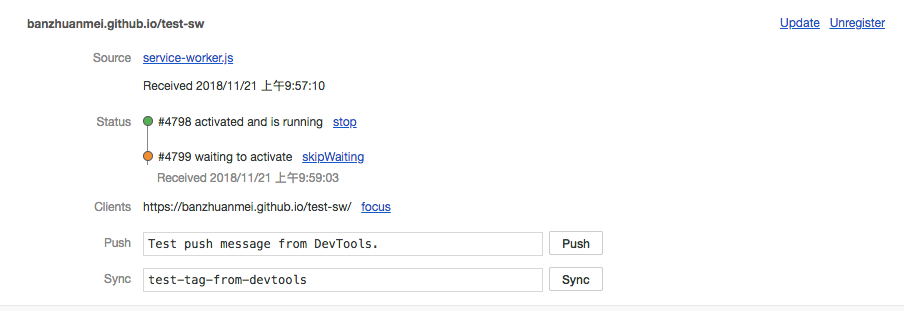 banzhuanmei.github.io/test-sw Update Unregister
Source service-worker.js
Received 2018/11/21 上午9:57:10
Status #4798 activated and is running stop
#4799 waiting to activate skipWaiting
Received 2018/11/21 上午9:59:03
Clients https://banzhuanmei.github.io/test-sw/ focus
Push Test push message from DevTools. Push
Sync test-tag-from-devtools Sync